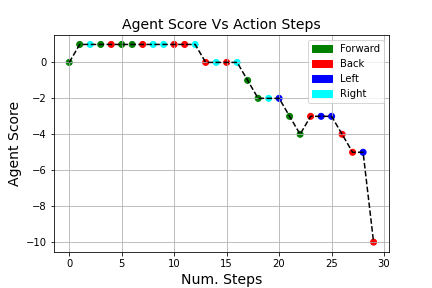 Agent Score Vs Action Steps
Agent Score
0
−2
−4
−6
−8
−10
Forward
Back
Left
Right
0 5 10 15 20 25 30
Num. Steps